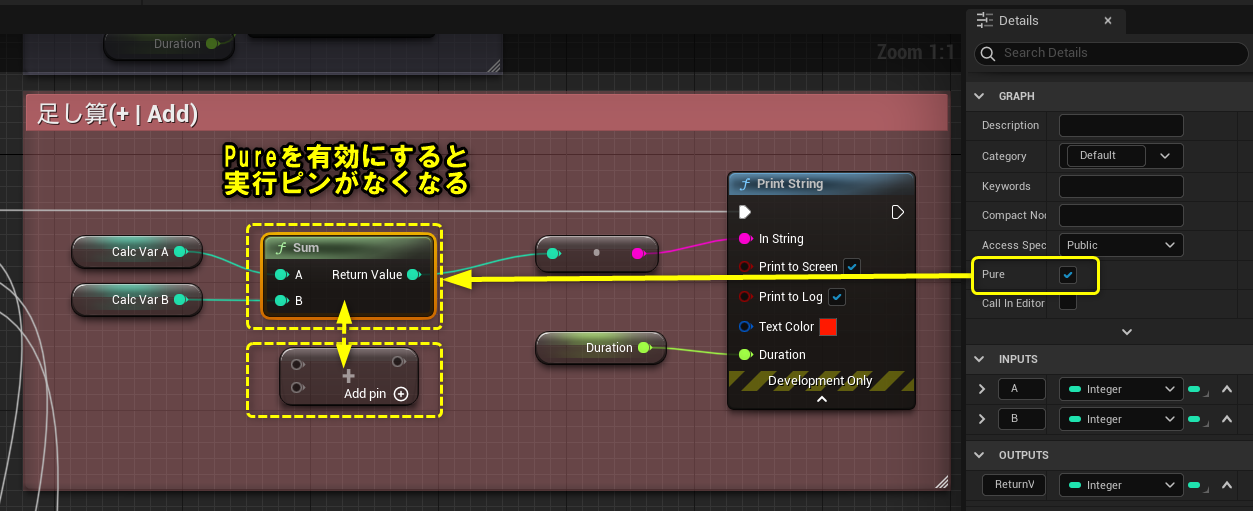 Details
Search Details
Duration
Zoom 1:1
足し算(+ | Add)
Pureを有効にすると
実行ピンがなくなる
Calc Var A
Calc Var B
Sum
A
Return Value
B
Add pin
Duration
Print String
In String
Print to Screen
Print to Log
Text Color
Duration
Development Only
GRAPH
Description
Category
Default
Keywords
Compact Nod
Access Spec
Public
Pure
Call In Editor
INPUTS
A
Integer
B
Integer
OUTPUTS
ReturnV
Integer